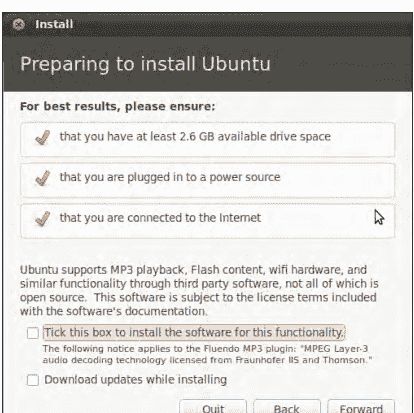 Install
Preparing to install Ubuntu
For best results, please ensure:
that you have at least 2.6 GB available drive space
that you are plugged in to a power source
that you are connected to the Internet
Ubuntu supports MP3 playback, Flash content, wifi hardware, and
similar functionality through third party software, not all of which is
open source. This software is subject to the license terms included
with the software's documentation.
Tick this box to install the software for this functionality.
The following notice applies to the Fluendo MP3 plugin: "MPEG Layer-3
audio decoding technology licensed from Fraunhofer IIS and Thomson."
Download updates while installing
Quit Back Forward